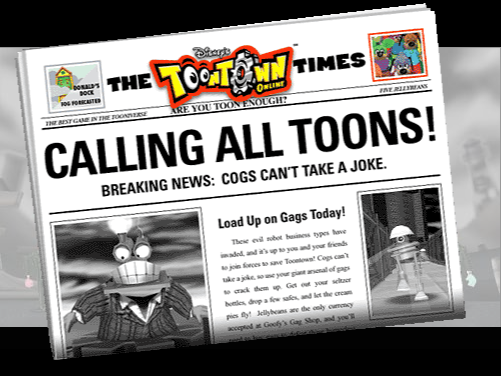 DONALD'S
DOCK
FOG FORECASTED
THE
Disney's
TOONTOWN
ONLINE
TIMES
ARE YOU TOON ENOUGH?
THE BEST GAME IN THE TOONIVERSE
FIVE JELLYBEANS
CALLING ALL TOONS!
BREAKING NEWS: COGS CAN'T TAKE A JOKE.
Load Up on Gags Today!
These evil robot business types have
invaded, and it's up to you and your friends
to join forces to save Toontown! Cogs can't
take a joke, so use your giant arsenal of gags
to crack them up. Get out your seltzer
bottles, drop a few safes, and let the cream
pies fly! Jellybeans are the only currency
accepted at Goofy's Gag Shop, and you'll